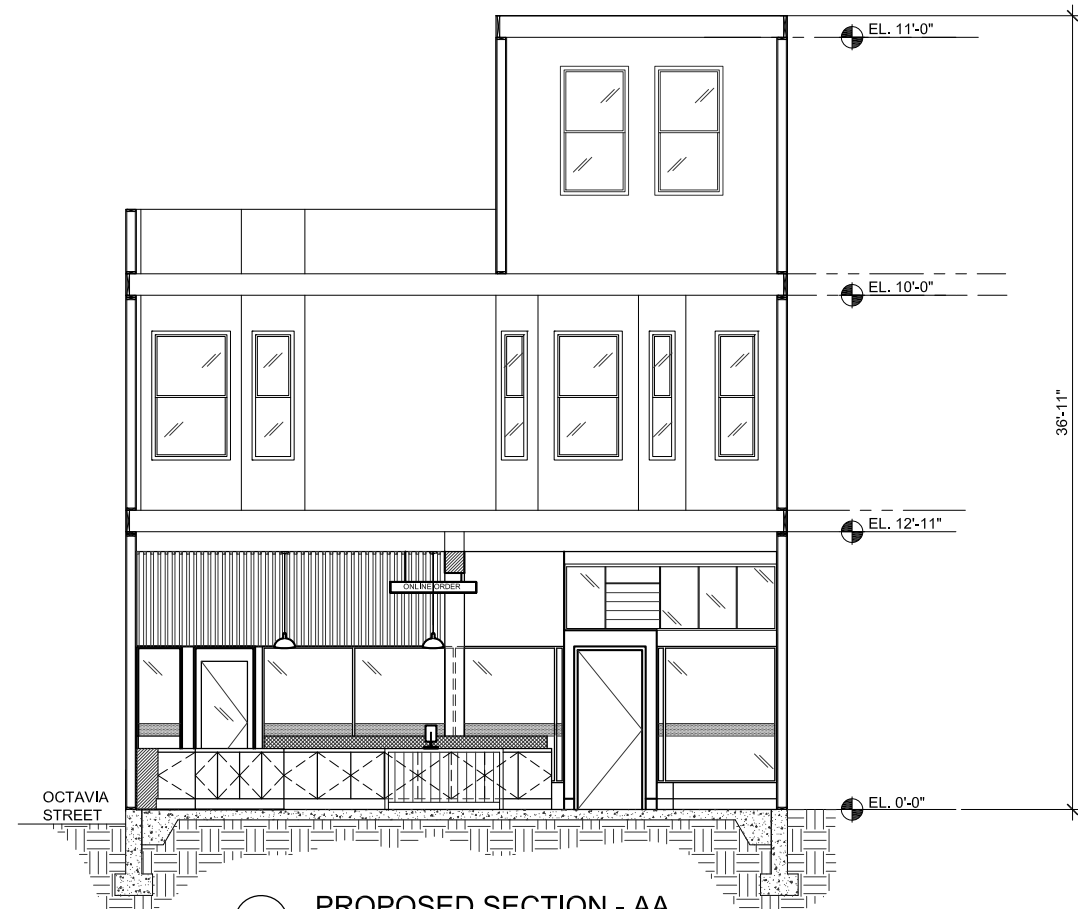 EL. 11'-0"
EL. 10'-0"
36'-11"
EL. 12'-11"
ONLINE ORDER
OCTAVIA
STREET
EL. 0'-0"
PROPOSED SECTION - AA